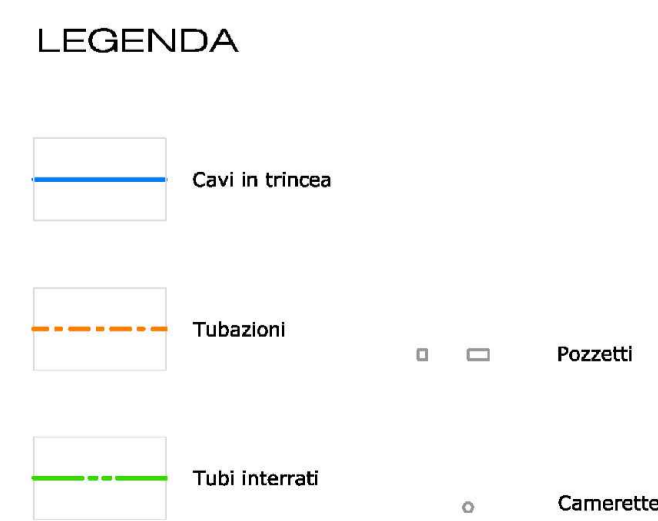 LEGENDA
Cavi in trincea
Tubazioni
Pozzetti
Tubi interrati
Camerette